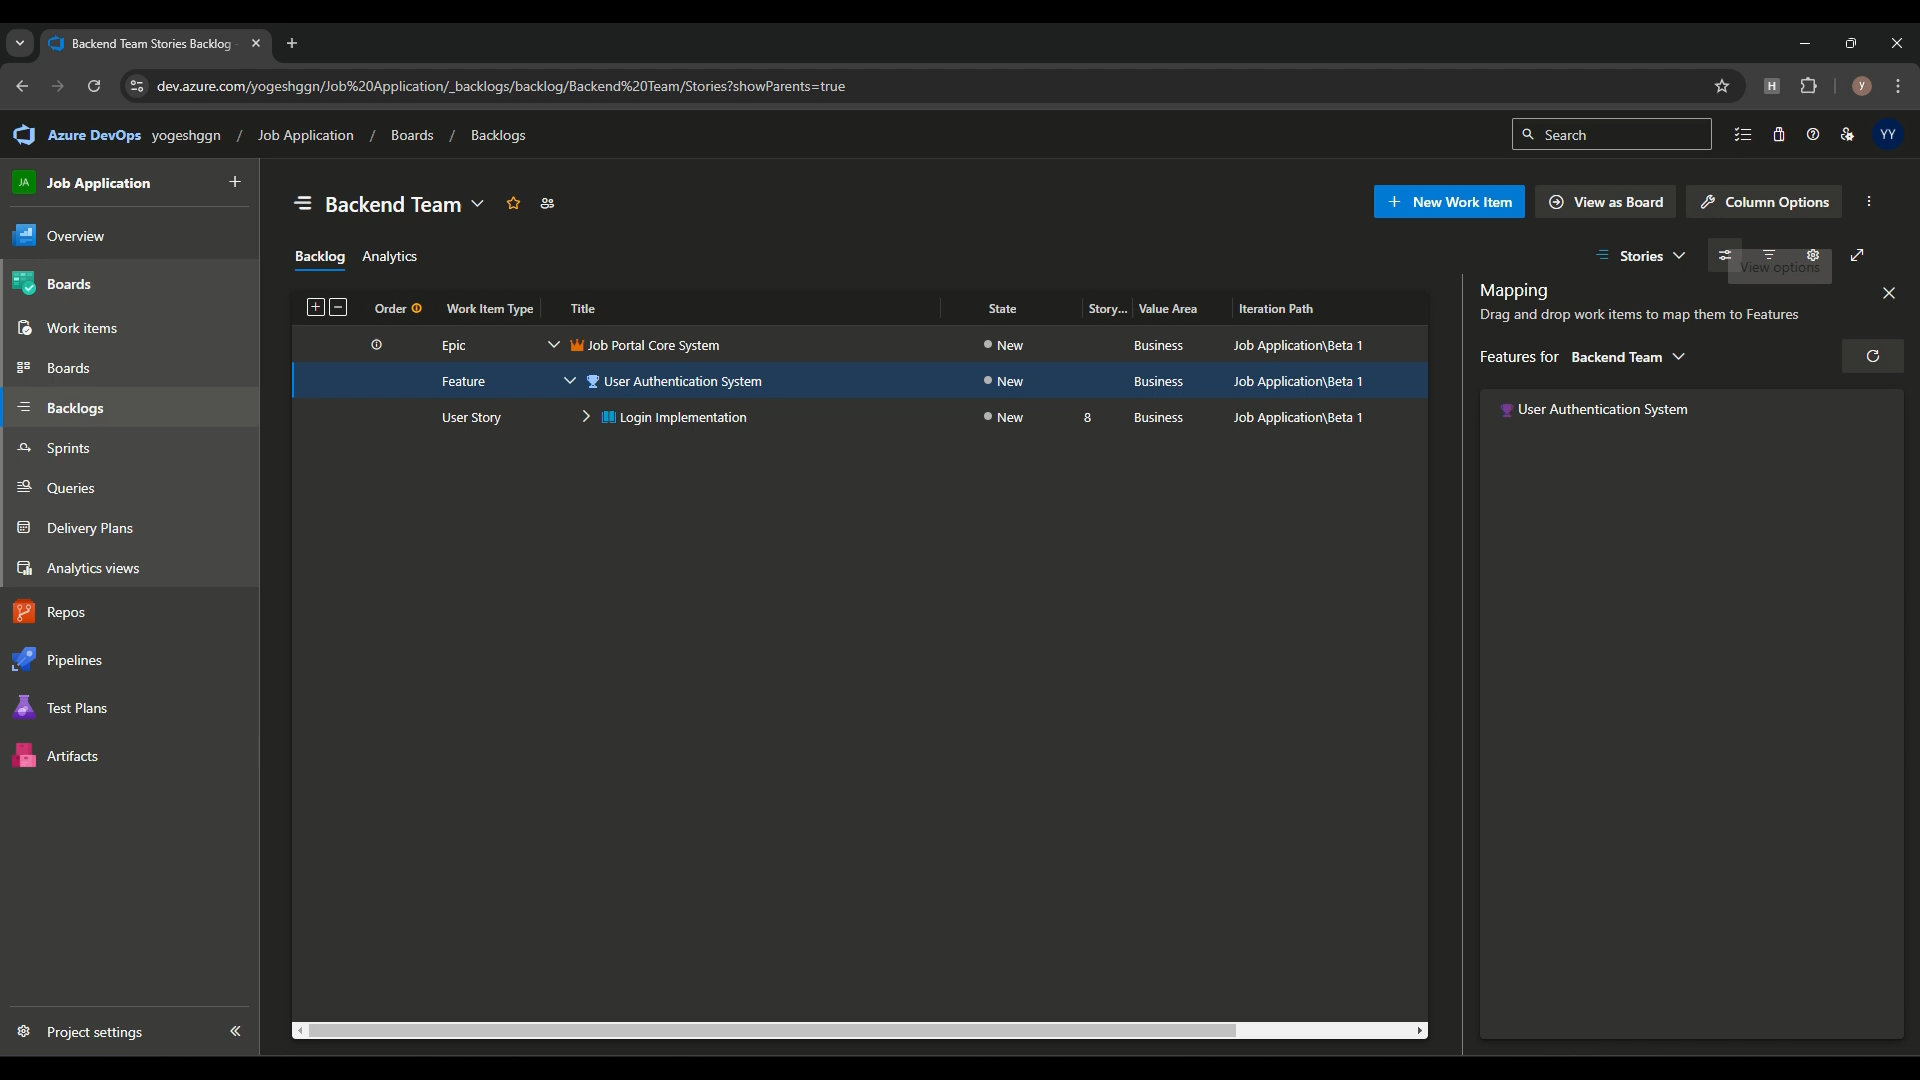 Backend Team Stories Backlog
dev.azure.com/yogeshggn/Job%20Application/_backlogs/backlog/Backend%20Team/Stories?showParents=true
H
y
Azure DevOps yogeshggn / Job Application / Boards / Backlogs
Search
YY
JA Job Application
Overview
Boards
Work items
Boards
Backlogs
Sprints
Queries
Delivery Plans
Analytics views
Repos
Pipelines
Test Plans
Artifacts
Project settings
Backend Team
New Work Item
View as Board
Column Options
Backlog Analytics
Stories
View options
Order Work Item Type Title State Story... Value Area Iteration Path
Epic Job Portal Core System New Business Job Application\Beta 1
Feature User Authentication System New Business Job Application\Beta 1
User Story Login Implementation New 8 Business Job Application\Beta 1
Mapping
Drag and drop work items to map them to Features
Features for Backend Team
User Authentication System